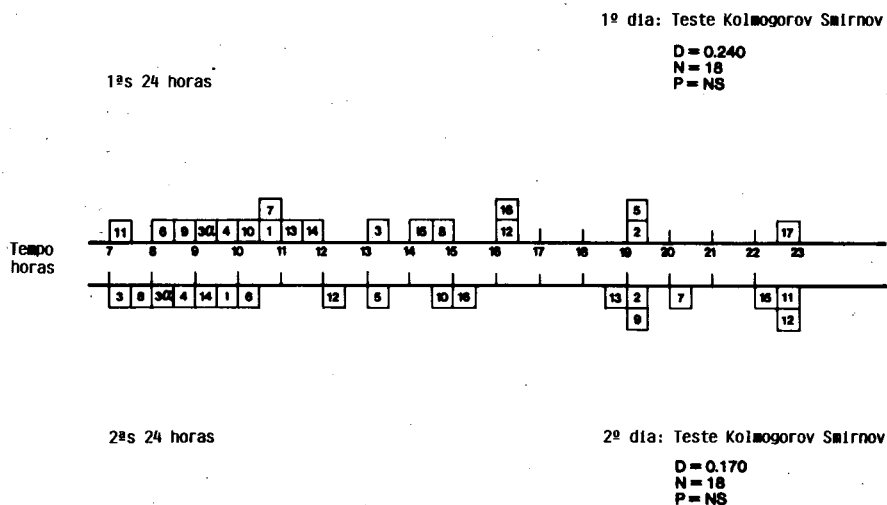 1º dia: Teste Kolmogorov Smirnov
D = 0.240
N = 18
P = NS
1ªs 24 horas
7 16 5
11 6 9 3α 4 10 1 13 14 3 15 8 12 2 17
Tempo
horas
7 8 9 10 11 12 13 14 15 16 17 18 19 20 21 22 23
3 8 3α 4 14 1 6 12 5 10 16 13 2 7 15 11
9 12
2ªs 24 horas
2º dia: Teste Kolmogorov Smirnov
D = 0.170
N = 18
P = NS